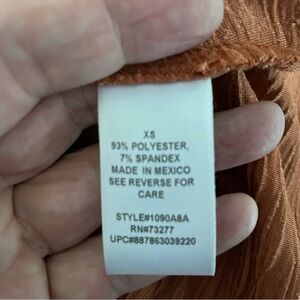 XS
93% POLYESTER,
7% SPANDEX
MADE IN MEXICO
SEE REVERSE FOR
CARE
STYLE#1090A8A
RN#73277
UPC#887863039220